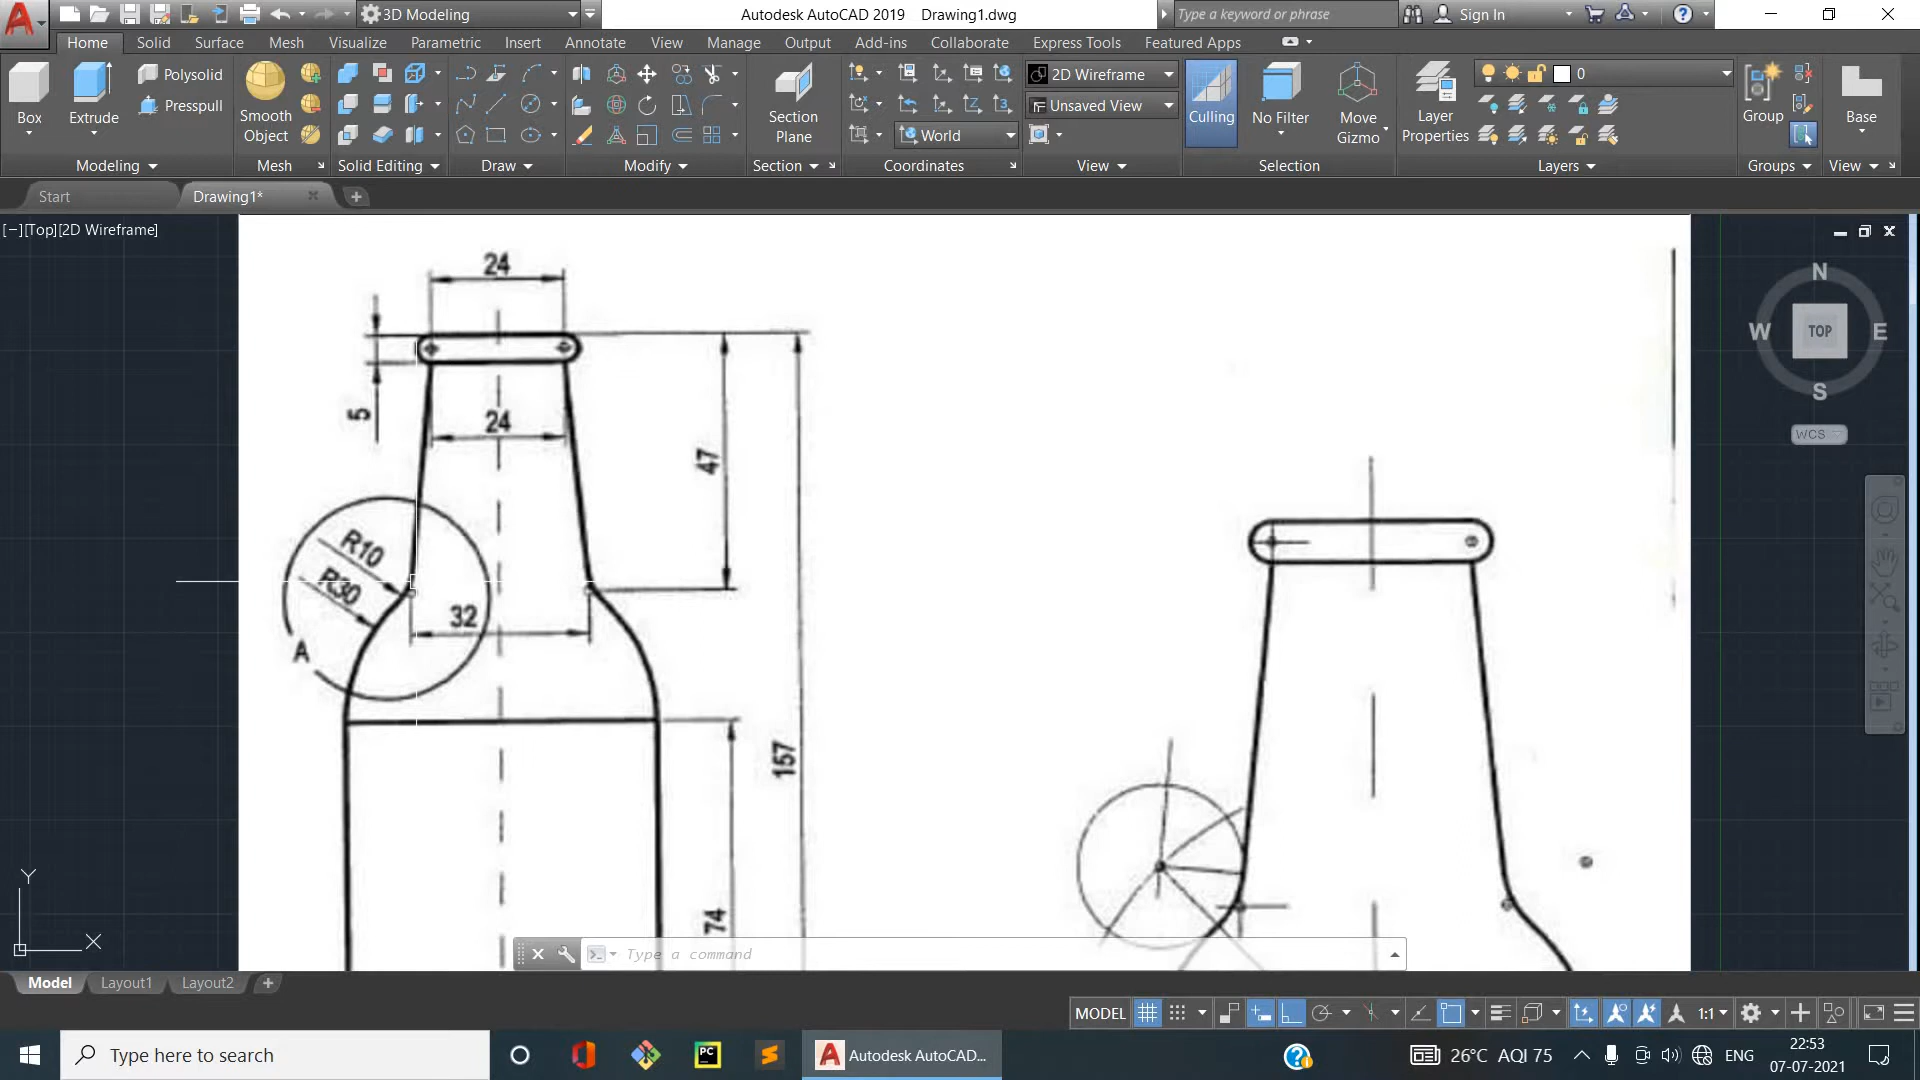 3D Modeling
Autodesk AutoCAD 2019 Drawing1.dwg
Type a keyword or phrase
Sign In
Home Solid Surface Mesh Visualize Parametric Insert Annotate View Manage Output Add-ins Collaborate Express Tools Featured Apps
Box
Extrude
Polysolid
Presspull
Smooth
Object
Section
Plane
World
2D Wireframe
Unsaved View
Culling
No Filter
Move
Gizmo
Layer
Properties
0
Group
Base
Modeling Mesh Solid Editing Draw Modify Section Coordinates View Selection Layers Groups View
Start
Drawing1*
[−][Top][2D Wireframe]
N
W TOP E
S
WCS
24
5
24
47
R10
R30
32
A
157
74
Y
X
Type a command
Model Layout1 Layout2
MODEL 1:1
Type here to search
PC
Autodesk AutoCAD...
26°C AQI 75
ENG
22:53
07-07-2021